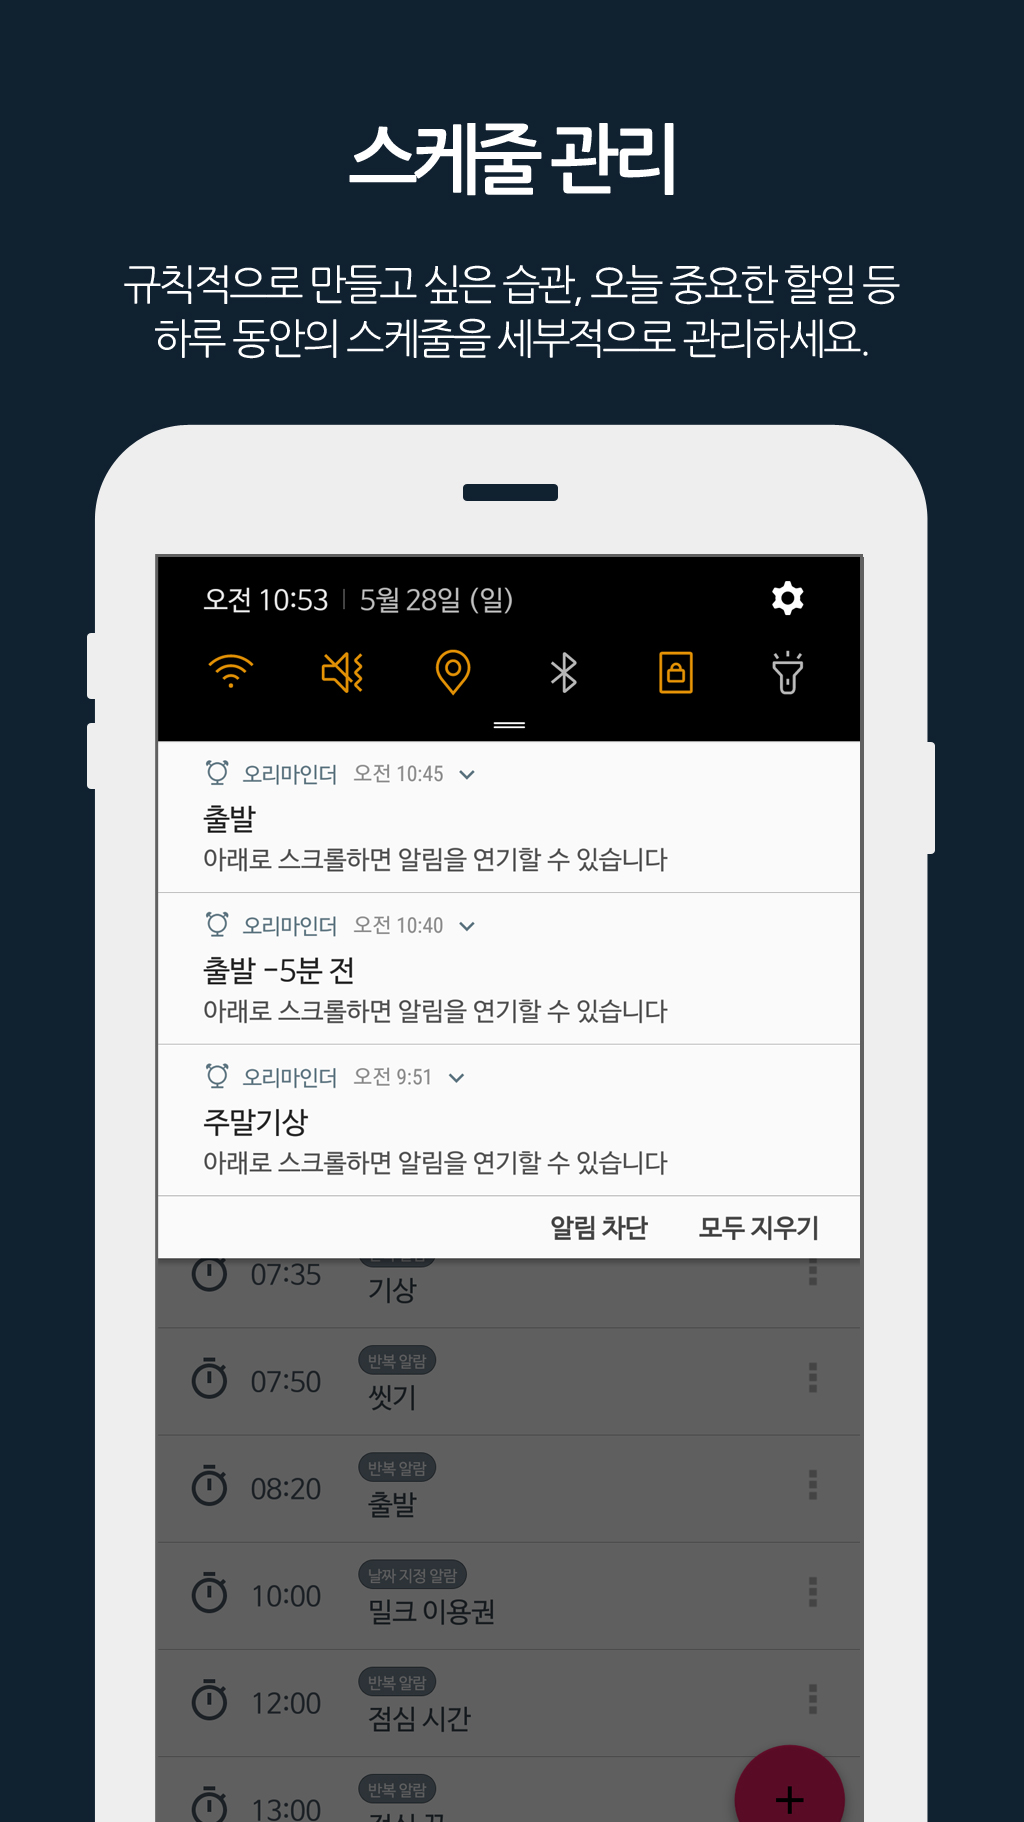 스케줄 관리
규칙적으로 만들고 싶은 습관, 오늘 중요한 할일 등
하루 동안의 스케줄을 세부적으로 관리하세요.
오전 10:53 | 5월 28일 (일)
오리마인더 오전 10:45
출발
아래로 스크롤하면 알림을 연기할 수 있습니다
오리마인더 오전 10:40
출발 -5분 전
아래로 스크롤하면 알림을 연기할 수 있습니다
오리마인더 오전 9:51
주말기상
아래로 스크롤하면 알림을 연기할 수 있습니다
알림 차단 모두 지우기
07:35
기상
반복 알람
07:50
씻기
반복 알람
08:20
출발
날짜 지정 알람
10:00
밀크 이용권
반복 알람
12:00
점심 시간
반복 알람
13:00